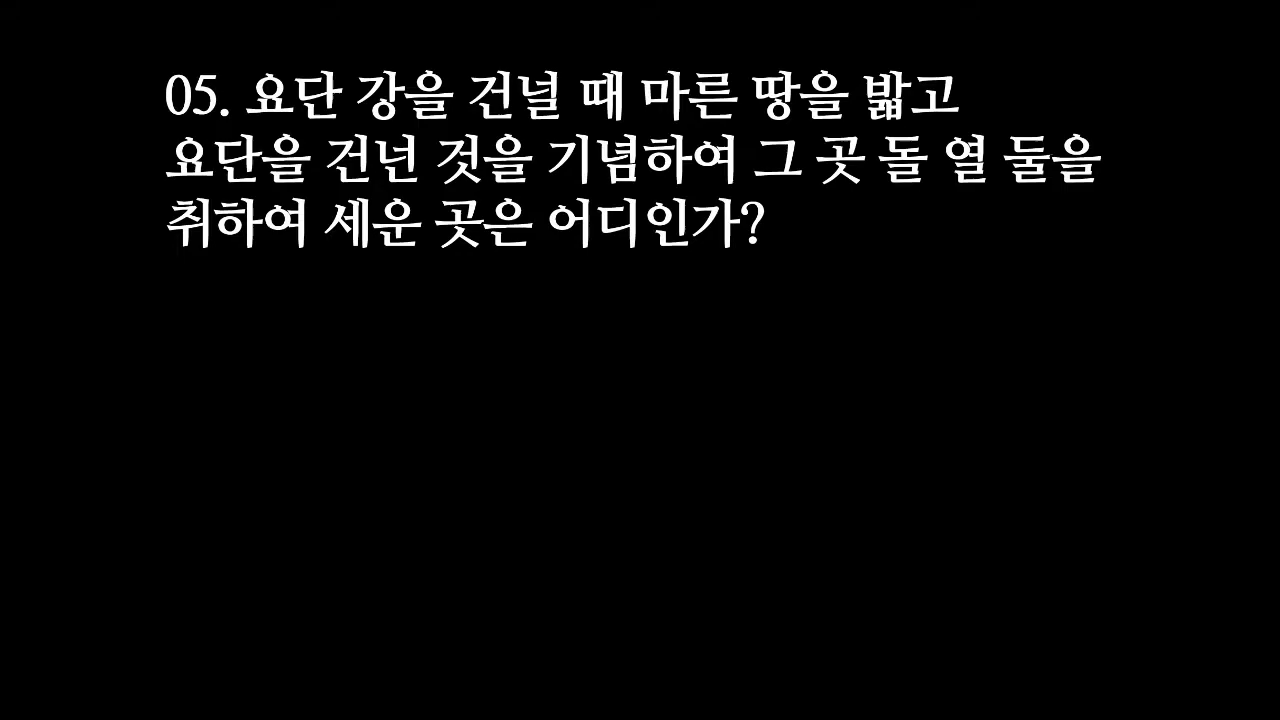 05. 요단 강을 건널 때 마른 땅을 밟고
요단을 건넌 것을 기념하여 그 곳 돌 열 둘을
취하여 세운 곳은 어디인가?